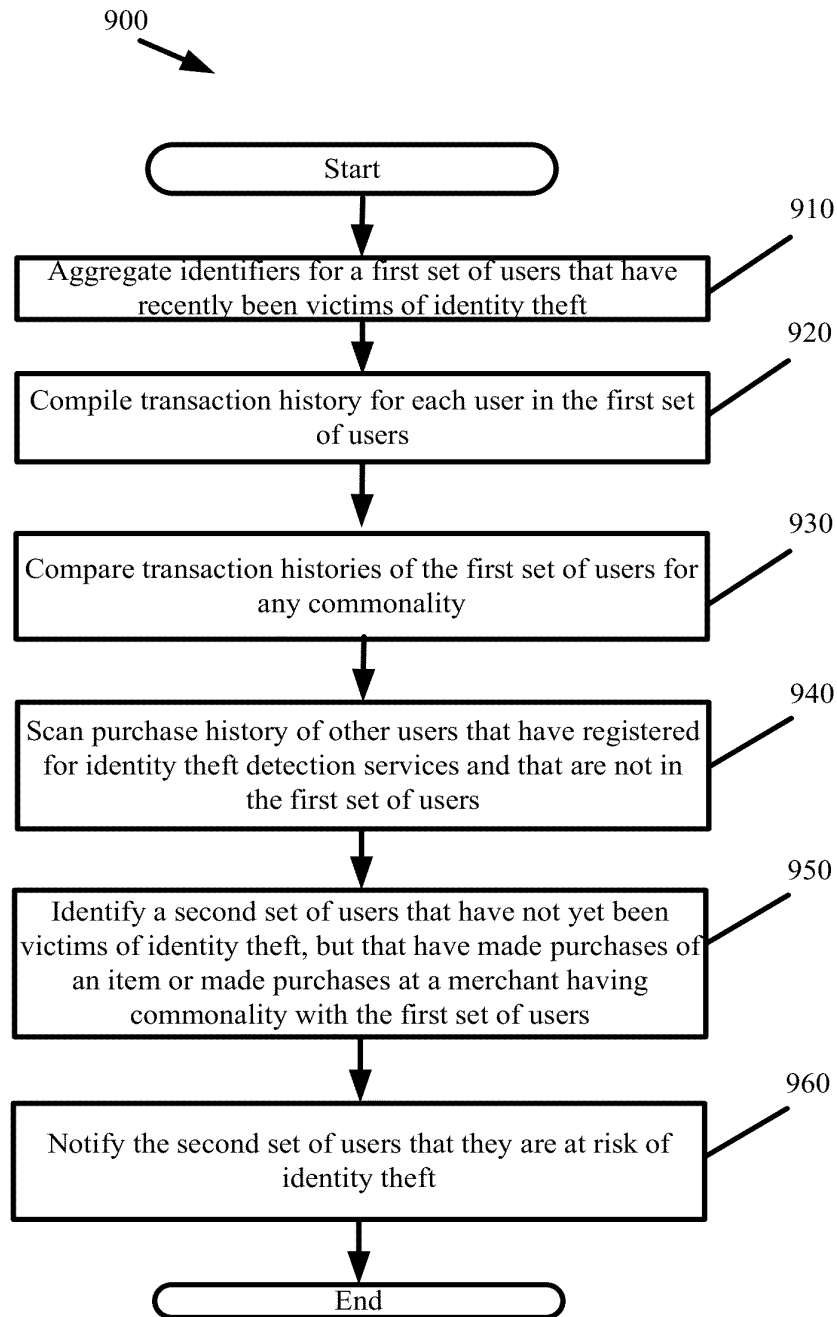 900
Start
910
Aggregate identifiers for a first set of users that have
recently been victims of identity theft
920
Compile transaction history for each user in the first set
of users
930
Compare transaction histories of the first set of users for
any commonality
940
Scan purchase history of other users that have registered
for identity theft detection services and that are not in
the first set of users
950
Identify a second set of users that have not yet been
victims of identity theft, but that have made purchases of
an item or made purchases at a merchant having
commonality with the first set of users
960
Notify the second set of users that they are at risk of
identity theft
End